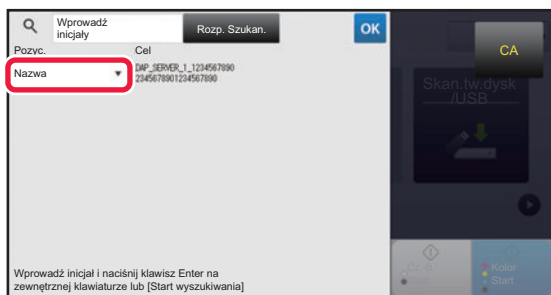 Wprowadź
inicjały
Rozp. Szukan.
OK
CA
Pozyc.
Cel
Nazwa
DAP_SERVER_1_1234567890
2345678901234567890
Skan.tw.dysk
/USB
Wprowadź inicjał i naciśnij klawisz Enter na
zewnętrznej klawiaturze lub [Start wyszukiwania]
Kolor
Start